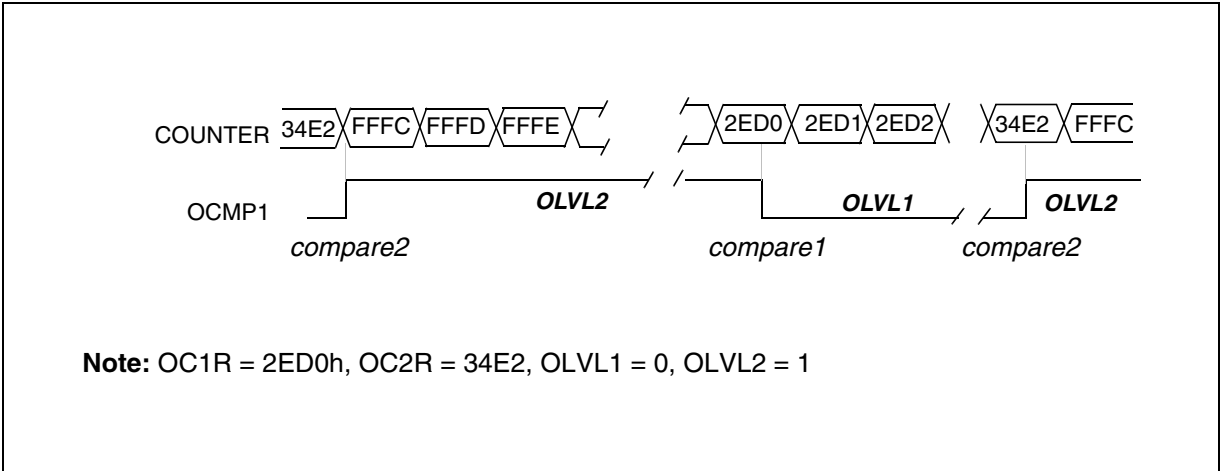 COUNTER 34E2 FFFC FFFD FFFE 2ED0 2ED1 2ED2 34E2 FFFC
OCMP1 OLVL2 OLVL1 OLVL2
compare2 compare1 compare2
Note: OC1R = 2ED0h, OC2R = 34E2, OLVL1 = 0, OLVL2 = 1